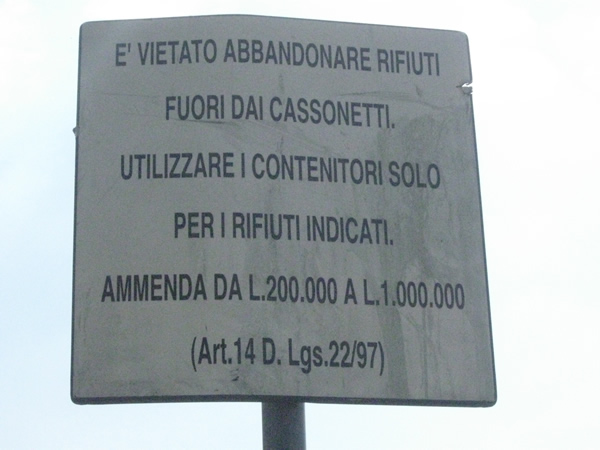 E' VIETATO ABBANDONARE RIFIUTI
FUORI DAI CASSONETTI.
UTILIZZARE I CONTENITORI SOLO
PER I RIFIUTI INDICATI.
AMMENDA DA L.200.000 A L.1.000.000
(Art.14 D. Lgs.22/97)